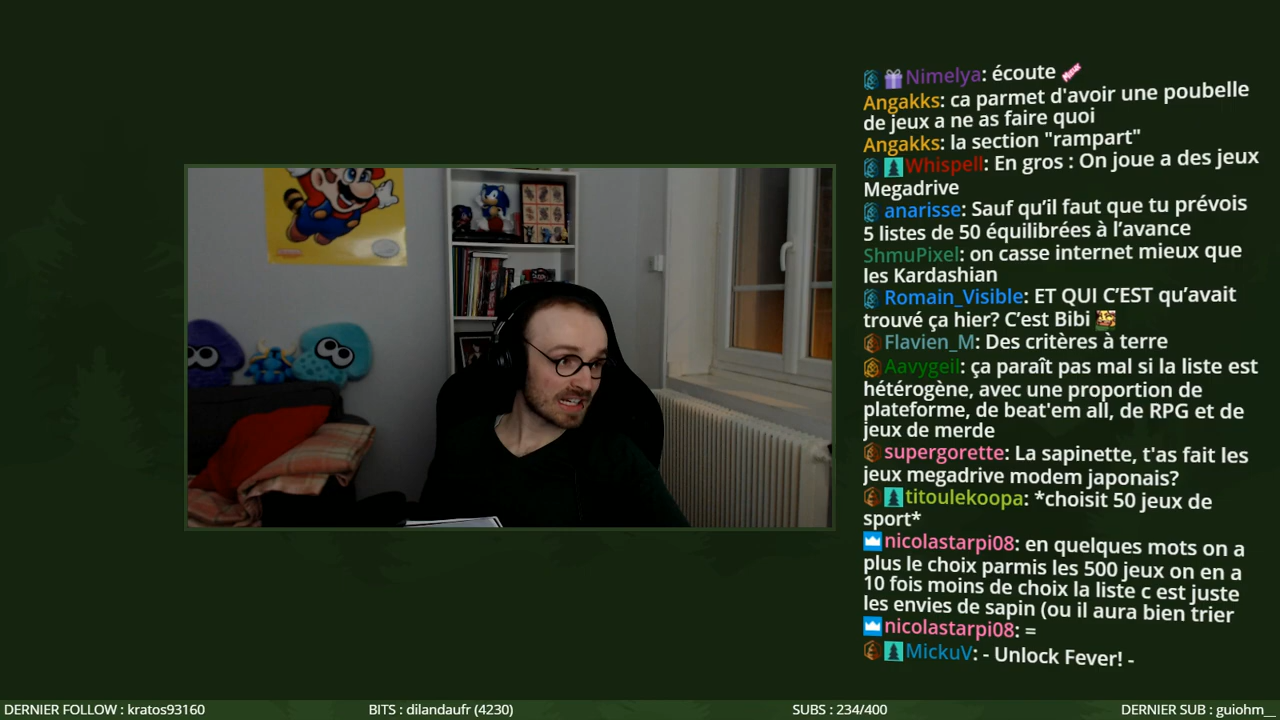 Nimelya: écoute
Angakks: ca parmet d'avoir une poubelle
de jeux a ne as faire quoi
Angakks: la section "rampart"
Whispell: En gros : On joue a des jeux
Megadrive
anarisse: Sauf qu'il faut que tu prévois
5 listes de 50 équilibrées à l'avance
ShmuPixel: on casse internet mieux que
les Kardashian
Romain_Visible: ET QUI C'EST qu'avait
trouvé ça hier? C'est Bibi
Flavien_M: Des critères à terre
Aavygeil: ça paraît pas mal si la liste est
hétérogène, avec une proportion de
plateforme, de beat'em all, de RPG et de
jeux de merde
supergorette: La sapinette, t'as fait les
jeux megadrive modem japonais?
titoulekoopa: *choisit 50 jeux de
sport*
nicolastarpi08: en quelques mots on a
plus le choix parmis les 500 jeux on en a
10 fois moins de choix la liste c est juste
les envies de sapin (ou il aura bien trier
nicolastarpi08: =
MickuV: - Unlock Fever! -
DERNIER FOLLOW : kratos93160
BITS : dilandaufr (4230)
SUBS : 234/400
DERNIER SUB : guiohm__